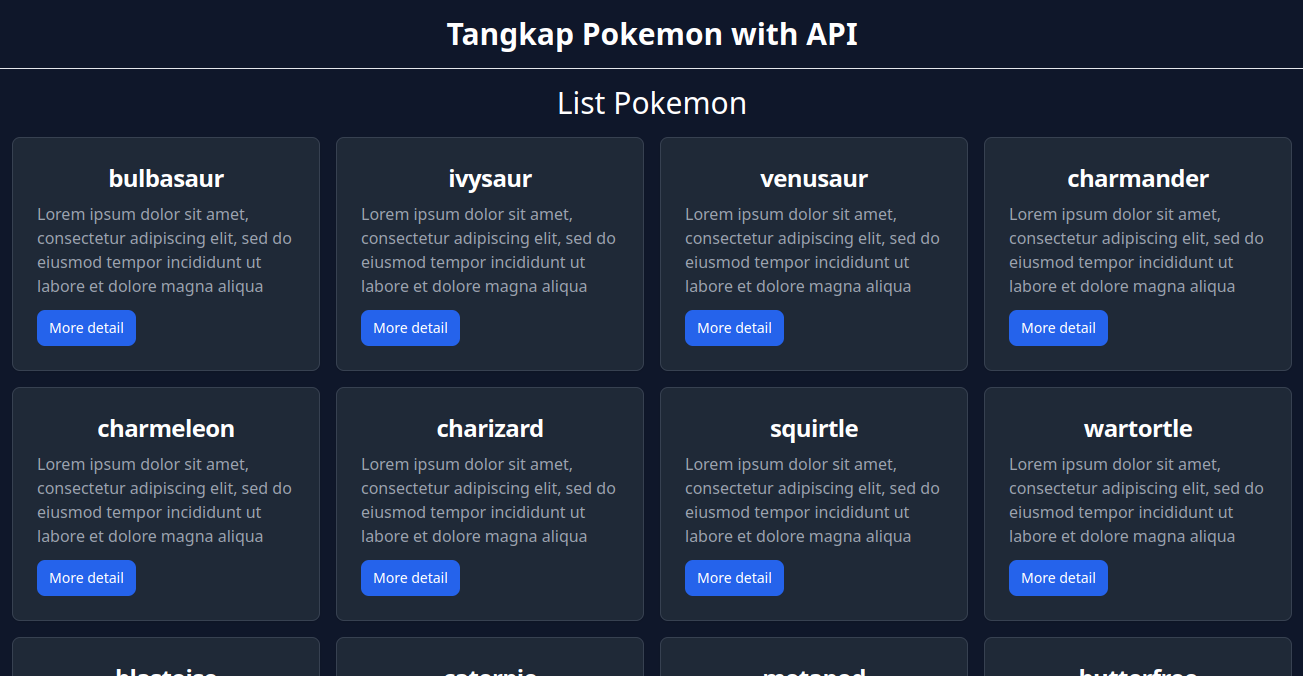 Tangkap Pokemon with API
List Pokemon
bulbasaur
Lorem ipsum dolor sit amet,
consectetur adipiscing elit, sed do
eiusmod tempor incididunt ut
labore et dolore magna aliqua
More detail
ivysaur
Lorem ipsum dolor sit amet,
consectetur adipiscing elit, sed do
eiusmod tempor incididunt ut
labore et dolore magna aliqua
More detail
venusaur
Lorem ipsum dolor sit amet,
consectetur adipiscing elit, sed do
eiusmod tempor incididunt ut
labore et dolore magna aliqua
More detail
charmander
Lorem ipsum dolor sit amet,
consectetur adipiscing elit, sed do
eiusmod tempor incididunt ut
labore et dolore magna aliqua
More detail
charmeleon
Lorem ipsum dolor sit amet,
consectetur adipiscing elit, sed do
eiusmod tempor incididunt ut
labore et dolore magna aliqua
More detail
charizard
Lorem ipsum dolor sit amet,
consectetur adipiscing elit, sed do
eiusmod tempor incididunt ut
labore et dolore magna aliqua
More detail
squirtle
Lorem ipsum dolor sit amet,
consectetur adipiscing elit, sed do
eiusmod tempor incididunt ut
labore et dolore magna aliqua
More detail
wartortle
Lorem ipsum dolor sit amet,
consectetur adipiscing elit, sed do
eiusmod tempor incididunt ut
labore et dolore magna aliqua
More detail
blastoise
caterpie
metapod
butterfree